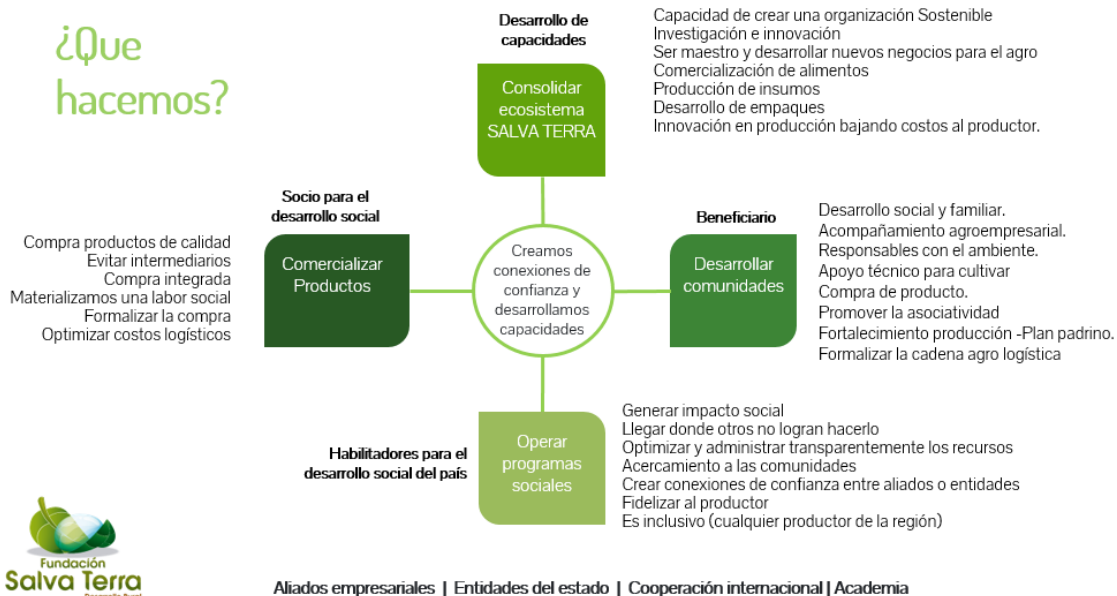 ¿Que
hacemos?
Desarrollo de
capacidades
Consolidar
ecosistema
SALVA TERRA
Capacidad de crear una organización Sostenible
Investigación e innovación
Ser maestro y desarrollar nuevos negocios para el agro
Comercialización de alimentos
Producción de insumos
Desarrollo de empaques
Innovación en producción bajando costos al productor.
Socio para el
desarrollo social
Compra productos de calidad
Evitar intermediarios
Compra integrada
Materializamos una labor social
Formalizar la compra
Optimizar costos logísticos
Comercializar
Productos
Creamos
conexiones de
confianza y
desarrollamos
capacidades
Beneficiario
Desarrollar
comunidades
Desarrollo social y familiar.
Acompañamiento agroempresarial.
Responsables con el ambiente.
Apoyo técnico para cultivar
Compra de producto.
Promover la asociatividad
Fortalecimiento producción -Plan padrino.
Formalizar la cadena agro logística
Habilitadores para el
desarrollo social del país
Operar
programas
sociales
Generar impacto social
Llegar donde otros no logran hacerlo
Optimizar y administrar transparentemente los recursos
Acercamiento a las comunidades
Crear conexiones de confianza entre aliados o entidades
Fidelizar al productor
Es inclusivo (cualquier productor de la región)
Fundación
Salva Terra
Desarrollo Rural
Aliados empresariales | Entidades del estado | Cooperación internacional | Academia